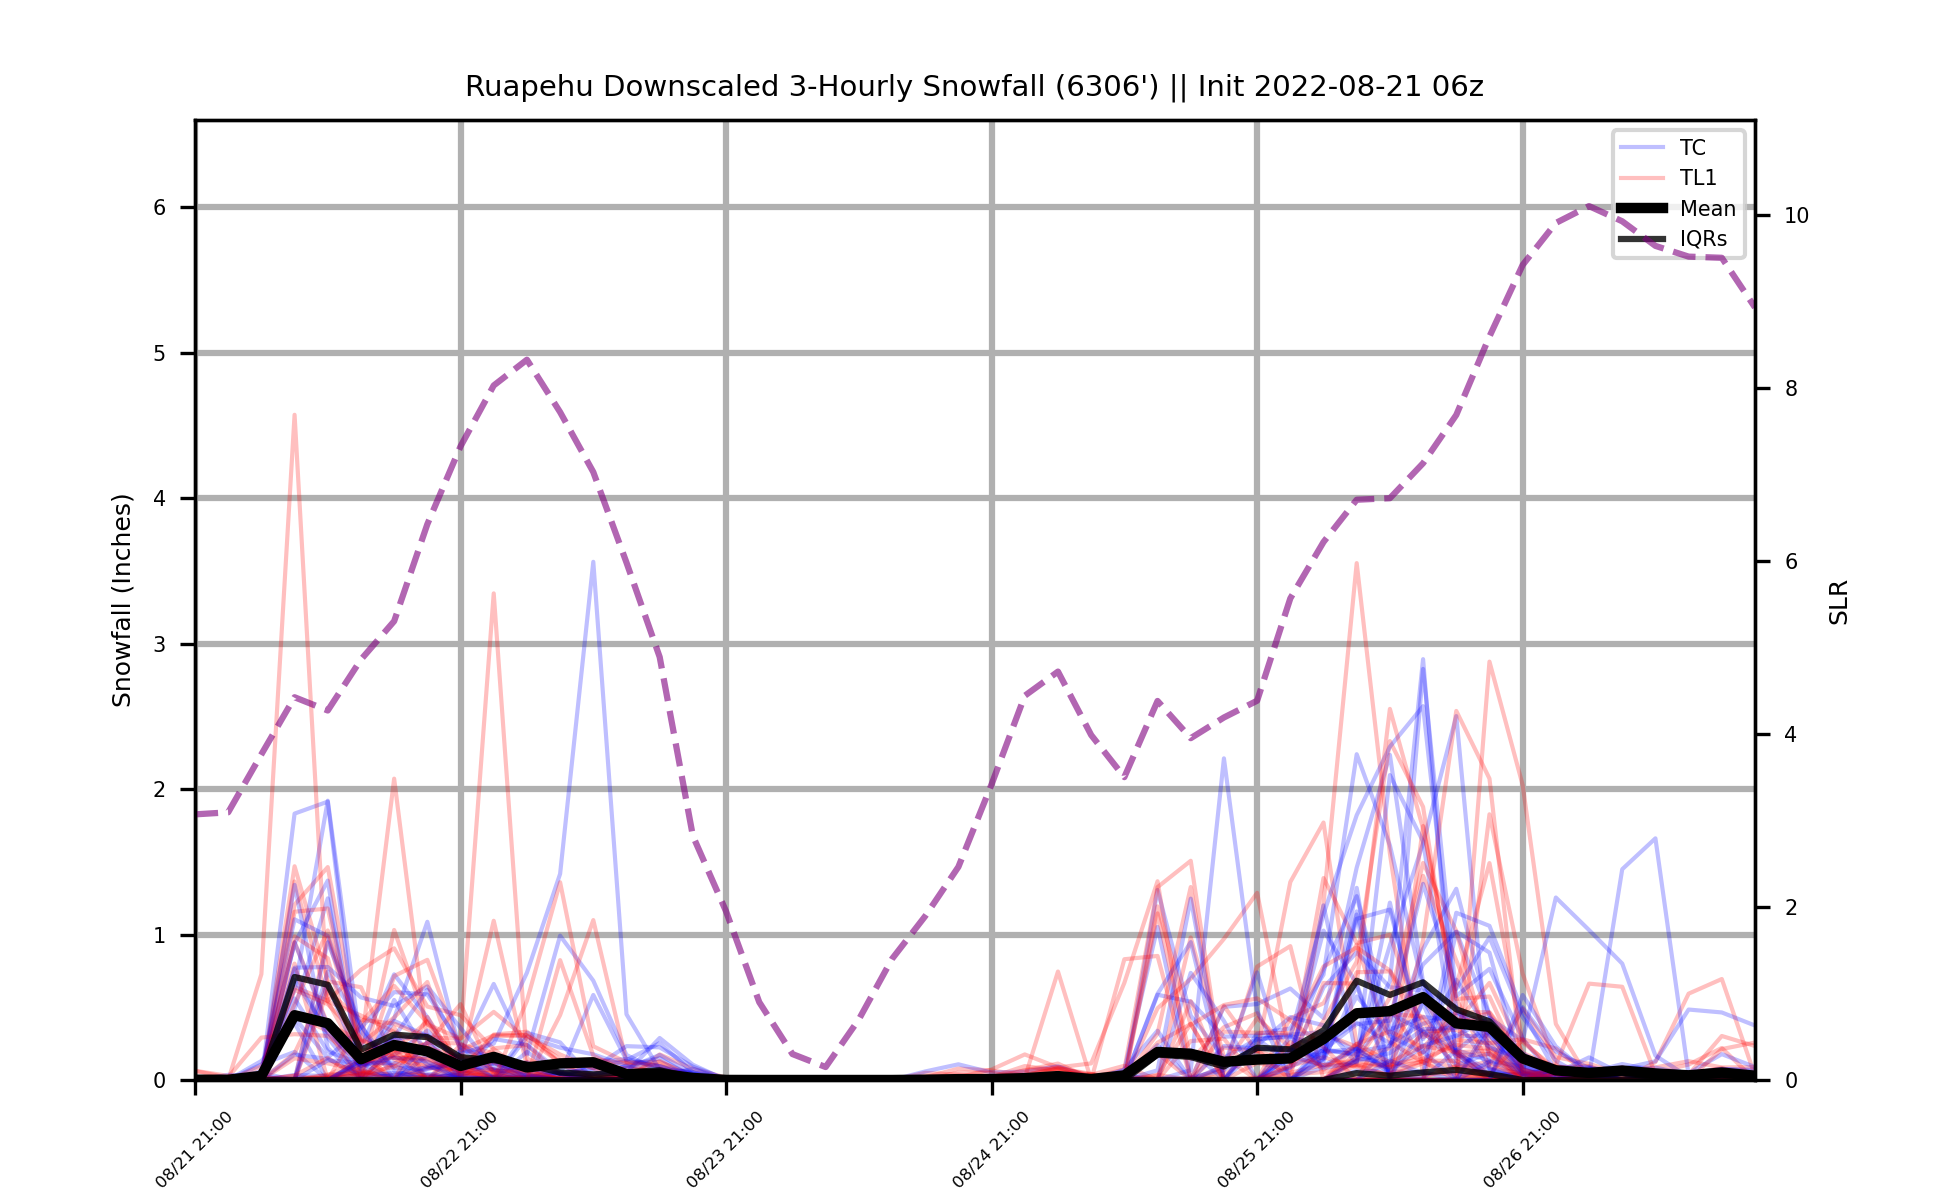 Ruapehu Downscaled 3-Hourly Snowfall (6306') || Init 2022-08-21 06z
TC
TL1
Mean
IQRs
Snowfall (Inches)
6
5
4
3
2
1
0
SLR
10
8
6
4
2
0
08/21 21:00
08/22 21:00
08/23 21:00
08/24 21:00
08/25 21:00
08/26 21:00